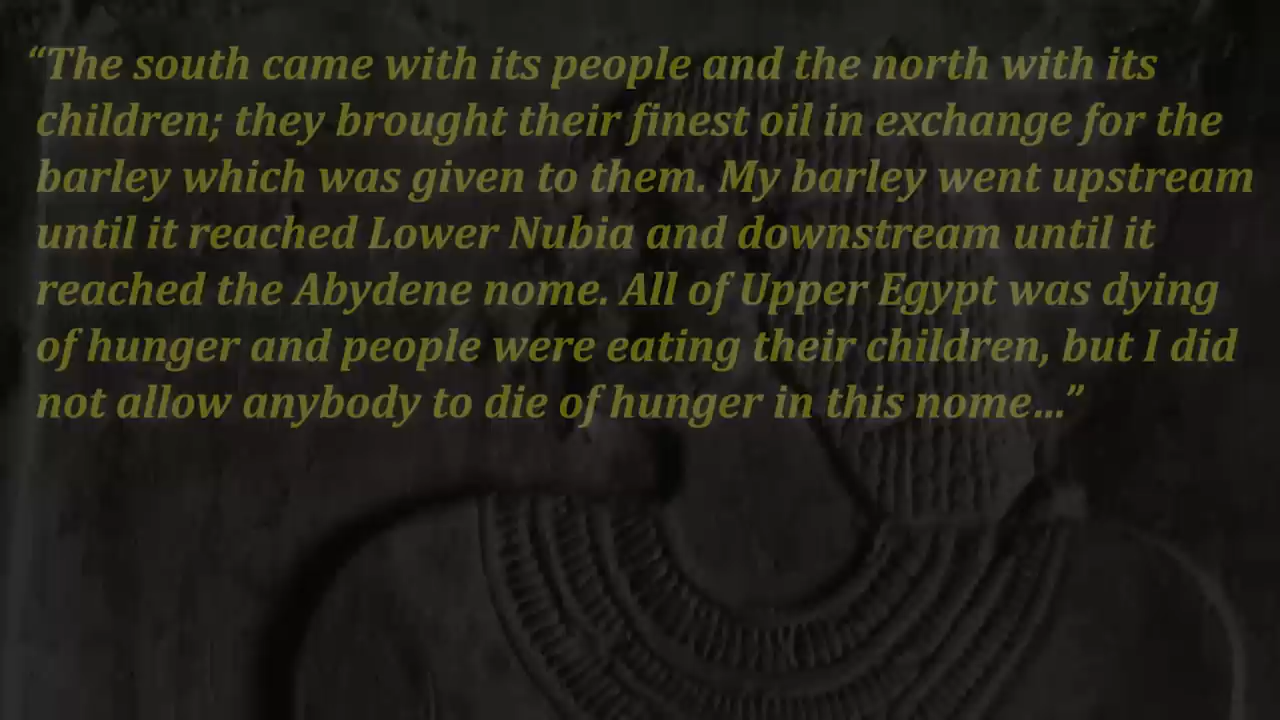 “The south came with its people and the north with its
children; they brought their finest oil in exchange for the
barley which was given to them. My barley went upstream
until it reached Lower Nubia and downstream until it
reached the Abydene nome. All of Upper Egypt was dying
of hunger and people were eating their children, but I did
not allow anybody to die of hunger in this nome...”